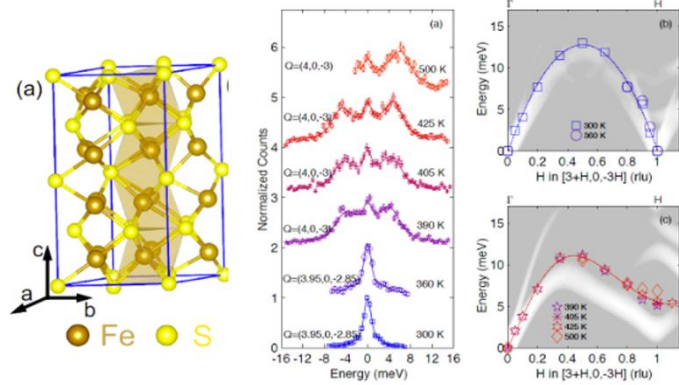 (a)
c
a
b
Fe
S
(a)
Normalized Counts
6
5
4
3
2
1
0
Q=(4,0,-3)
500 K
Q=(4,0,-3)
425 K
Q=(4,0,-3)
405 K
Q=(4,0,-3)
390 K
Q=(3.95,0,-2.85)
360 K
Q=(3.95,0,-2.85)
300 K
-16 -12 -8 -4 0 4 8 12 16
Energy (meV)
Γ H
(b)
Energy (meV)
15
10
5
0
300 K
360 K
0 0.2 0.4 0.6 0.8 1.0
H in [3+H,0,-3H] (rlu)
Γ H
(c)
Energy (meV)
15
10
5
0
390 K
405 K
425 K
500 K
0 0.2 0.4 0.6 0.8 1.0
H in [3+H,0,-3H] (rlu)